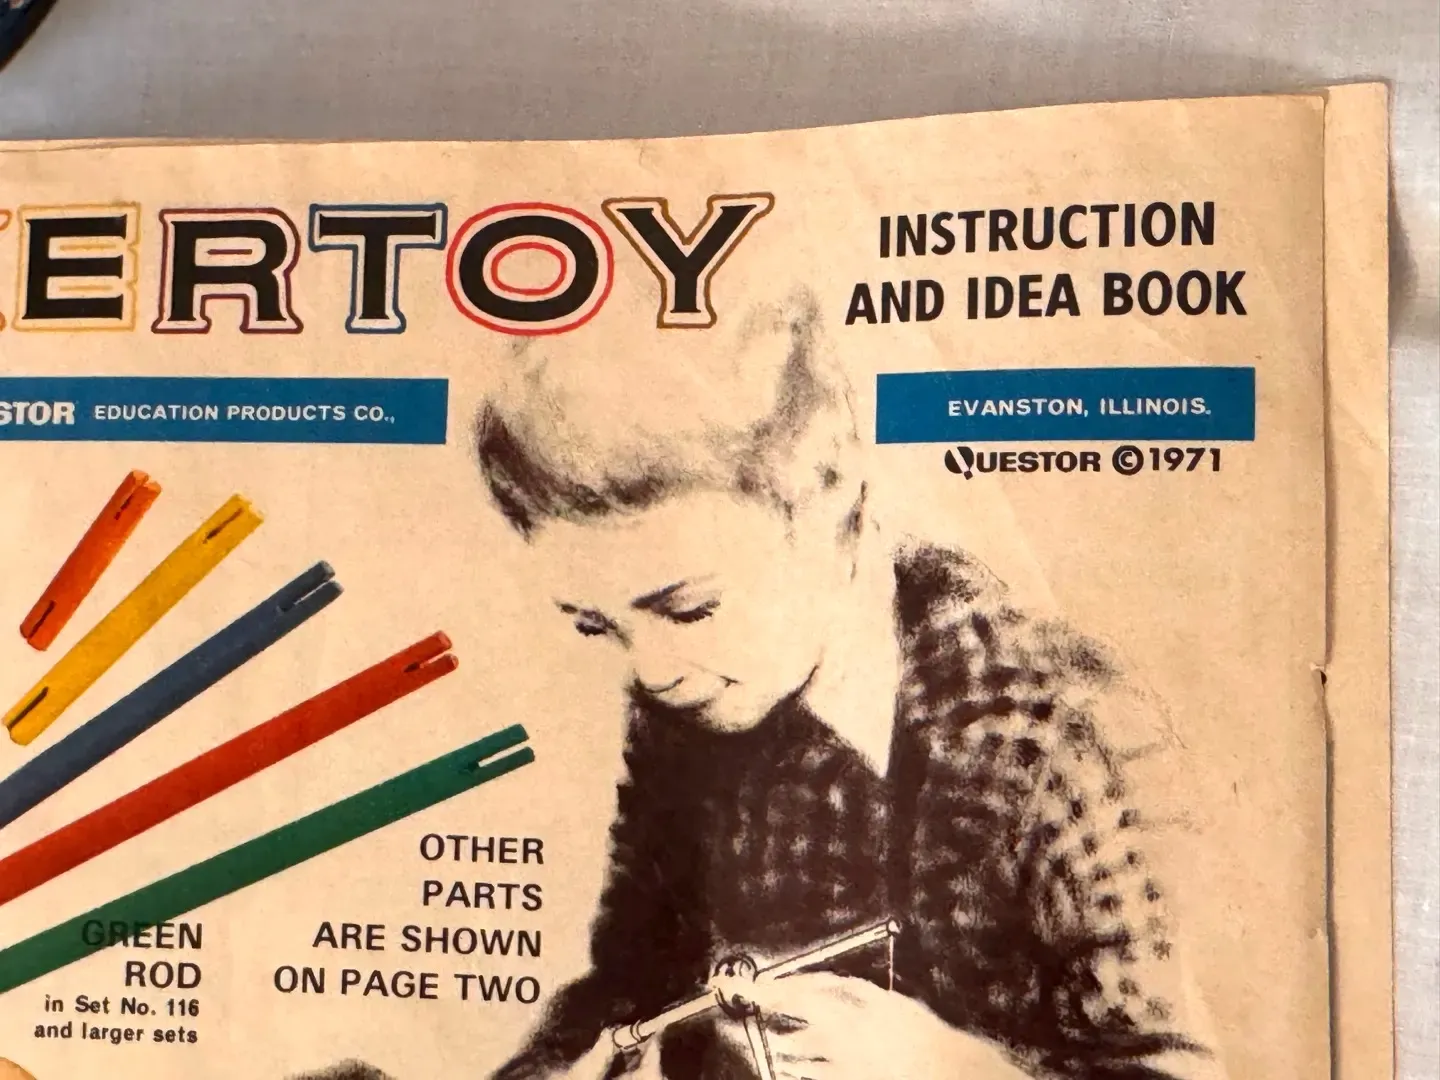 ERTOY
INSTRUCTION
AND IDEA BOOK
STOR EDUCATION PRODUCTS CO.,
EVANSTON, ILLINOIS.
QUESTOR © 1971
OTHER
PARTS
ARE SHOWN
ON PAGE TWO
GREEN
ROD
in Set No. 116
and larger sets